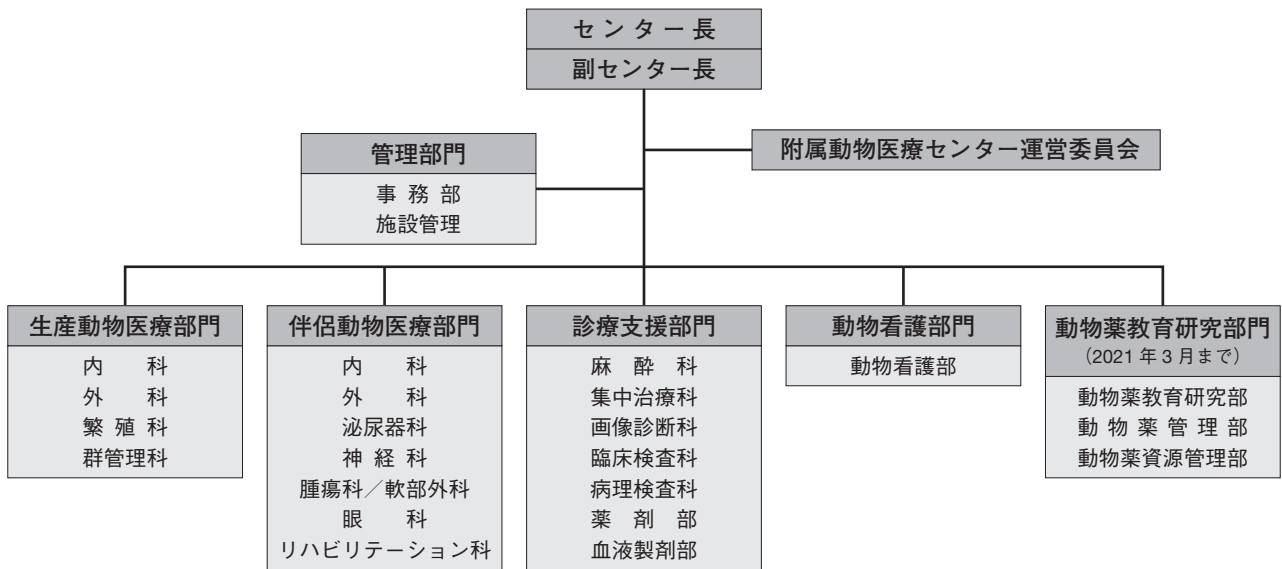 センター長
副センター長
附属動物医療センター運営委員会
管理部門
事務部
施設管理
生産動物医療部門
内科
外科
繁殖科
群管理科
伴侶動物医療部門
内科
外科
泌尿器科
神経科
腫瘍科／軟部外科
眼科
リハビリテーション科
診療支援部門
麻酔科
集中治療科
画像診断科
臨床検査科
病理検査科
薬剤部
血液製剤部
動物看護部門
動物看護部
動物薬教育研究部門
（2021年3月まで）
動物薬教育研究部
動物薬管理部
動物薬資源管理部